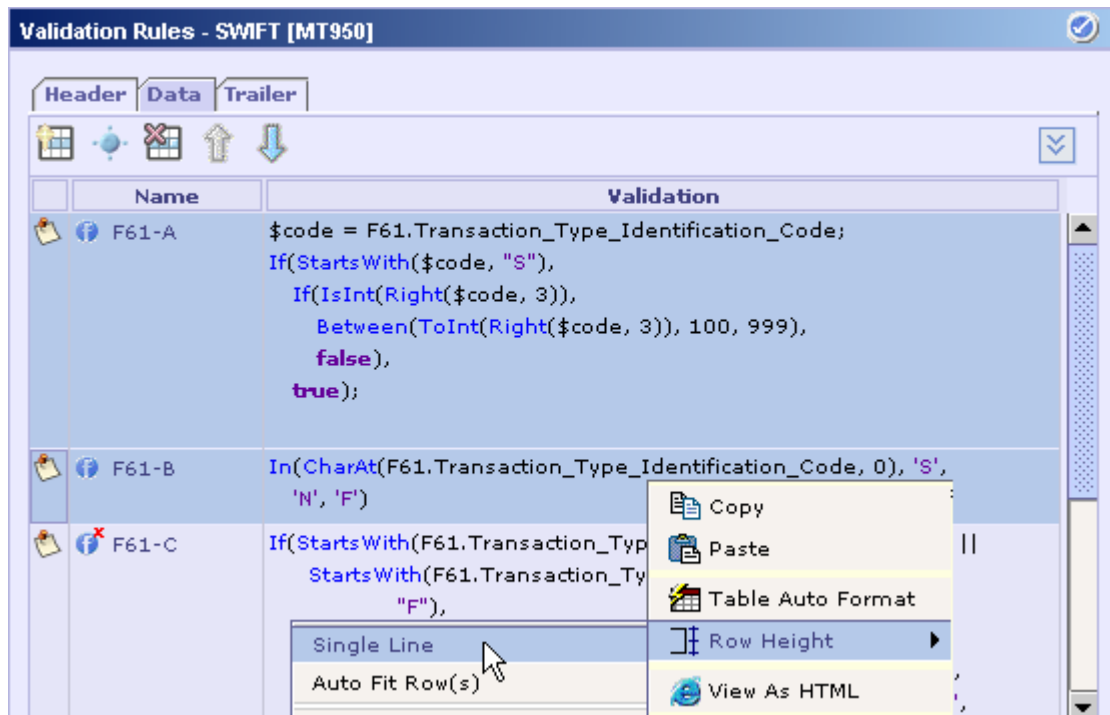 Validation Rules - SWIFT [MT950]
Header Data Trailer
Name Validation
F61-A $code = F61.Transaction_Type_Identification_Code;
If(StartsWith($code, "S"),
If(IsInt(Right($code, 3)),
Between(ToInt(Right($code, 3)), 100, 999),
false),
true);
F61-B In(CharAt(F61.Transaction_Type_Identification_Code, 0), 'S',
'N', 'F')
F61-C If(StartsWith(F61.Transaction_Typ ||
StartsWith(F61.Transaction_Ty
"F"),
Copy
Paste
Table Auto Format
Row Height
View As HTML
Single Line
Auto Fit Row(s)